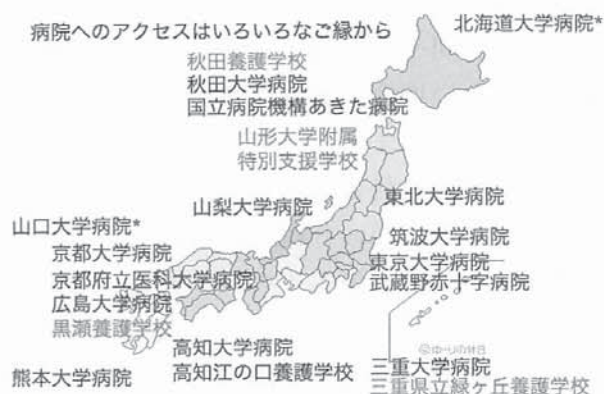 病院へのアクセスはいろいろなご縁から
北海道大学病院*
秋田養護学校
秋田大学病院
国立病院機構あきた病院
山形大学附属
特別支援学校
東北大学病院
山梨大学病院
筑波大学病院
山口大学病院*
京都大学病院
東京大学病院
京都府立医科大学病院
武蔵野赤十字病院
広島大学病院
黒瀬養護学校
高知大学病院
高知江の口養護学校
熊本大学病院
三重大学病院
三重県立緑ヶ丘養護学校